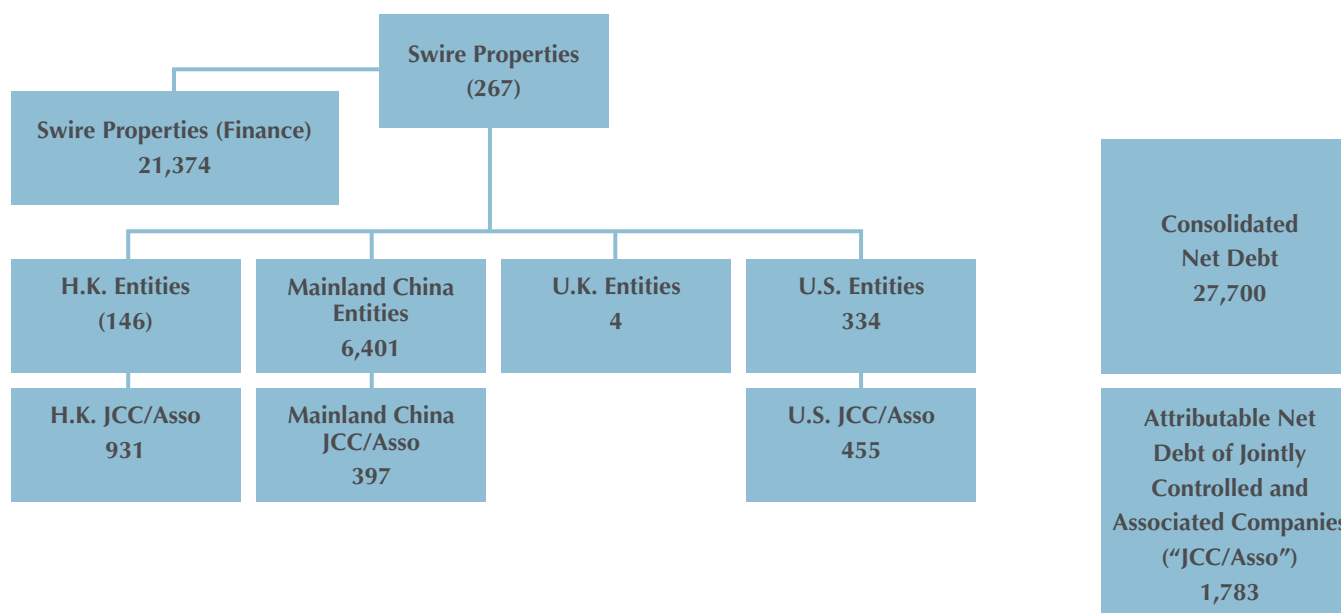 Swire Properties
(267)
Swire Properties (Finance)
21,374
H.K. Entities
(146)
Mainland China
Entities
6,401
U.K. Entities
4
U.S. Entities
334
H.K. JCC/Asso
931
Mainland China
JCC/Asso
397
U.S. JCC/Asso
455
Consolidated
Net Debt
27,700
Attributable Net
Debt of Jointly
Controlled and
Associated Companies
(“JCC/Asso”)
1,783